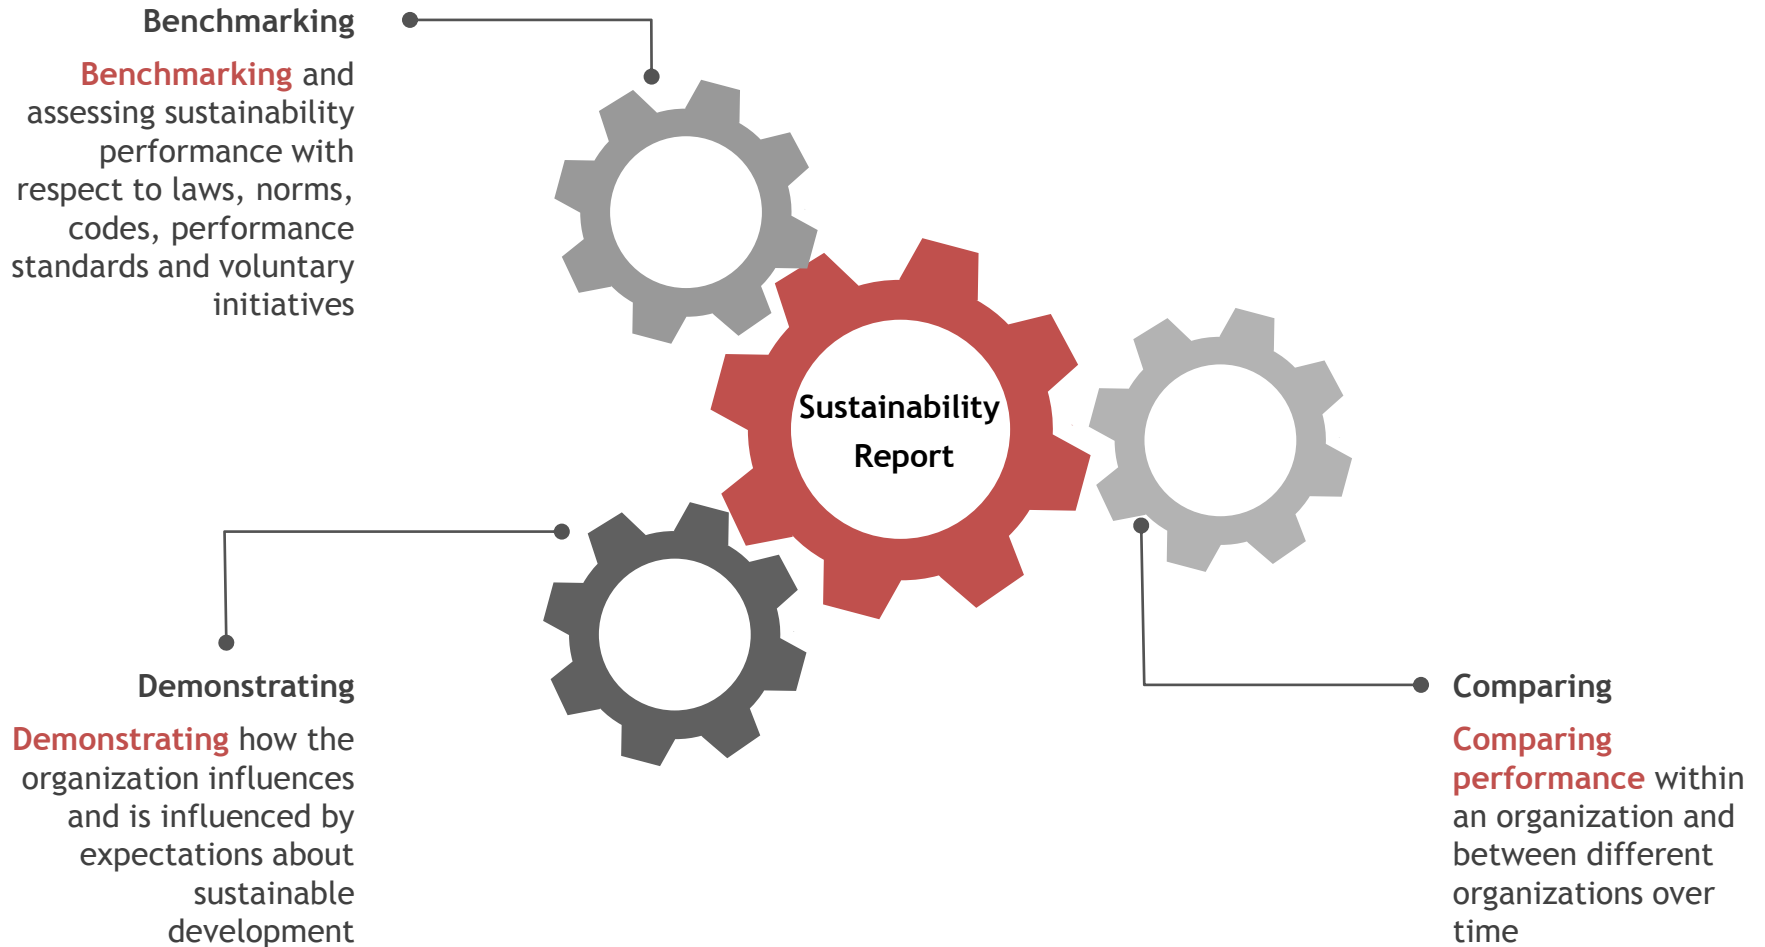 Benchmarking
Benchmarking and
assessing sustainability
performance with
respect to laws, norms,
codes, performance
standards and voluntary
initiatives
Sustainability
Report
Demonstrating
Demonstrating how the
organization influences
and is influenced by
expectations about
sustainable
development
Comparing
Comparing
performance within
an organization and
between different
organizations over
time